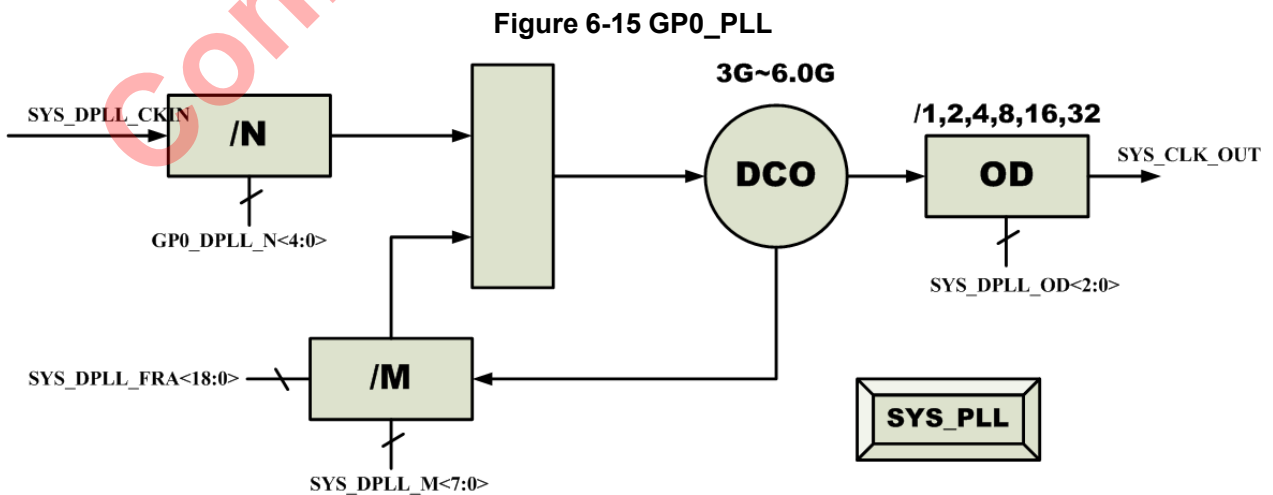 Figure 6-15 GP0_PLL
3G~6.0G
/1,2,4,8,16,32
SYS_DPLL_CKIN
/N
DCO
OD
SYS_CLK_OUT
GP0_DPLL_N<4:0>
SYS_DPLL_OD<2:0>
SYS_DPLL_FRA<18:0>
/M
SYS_PLL
SYS_DPLL_M<7:0>